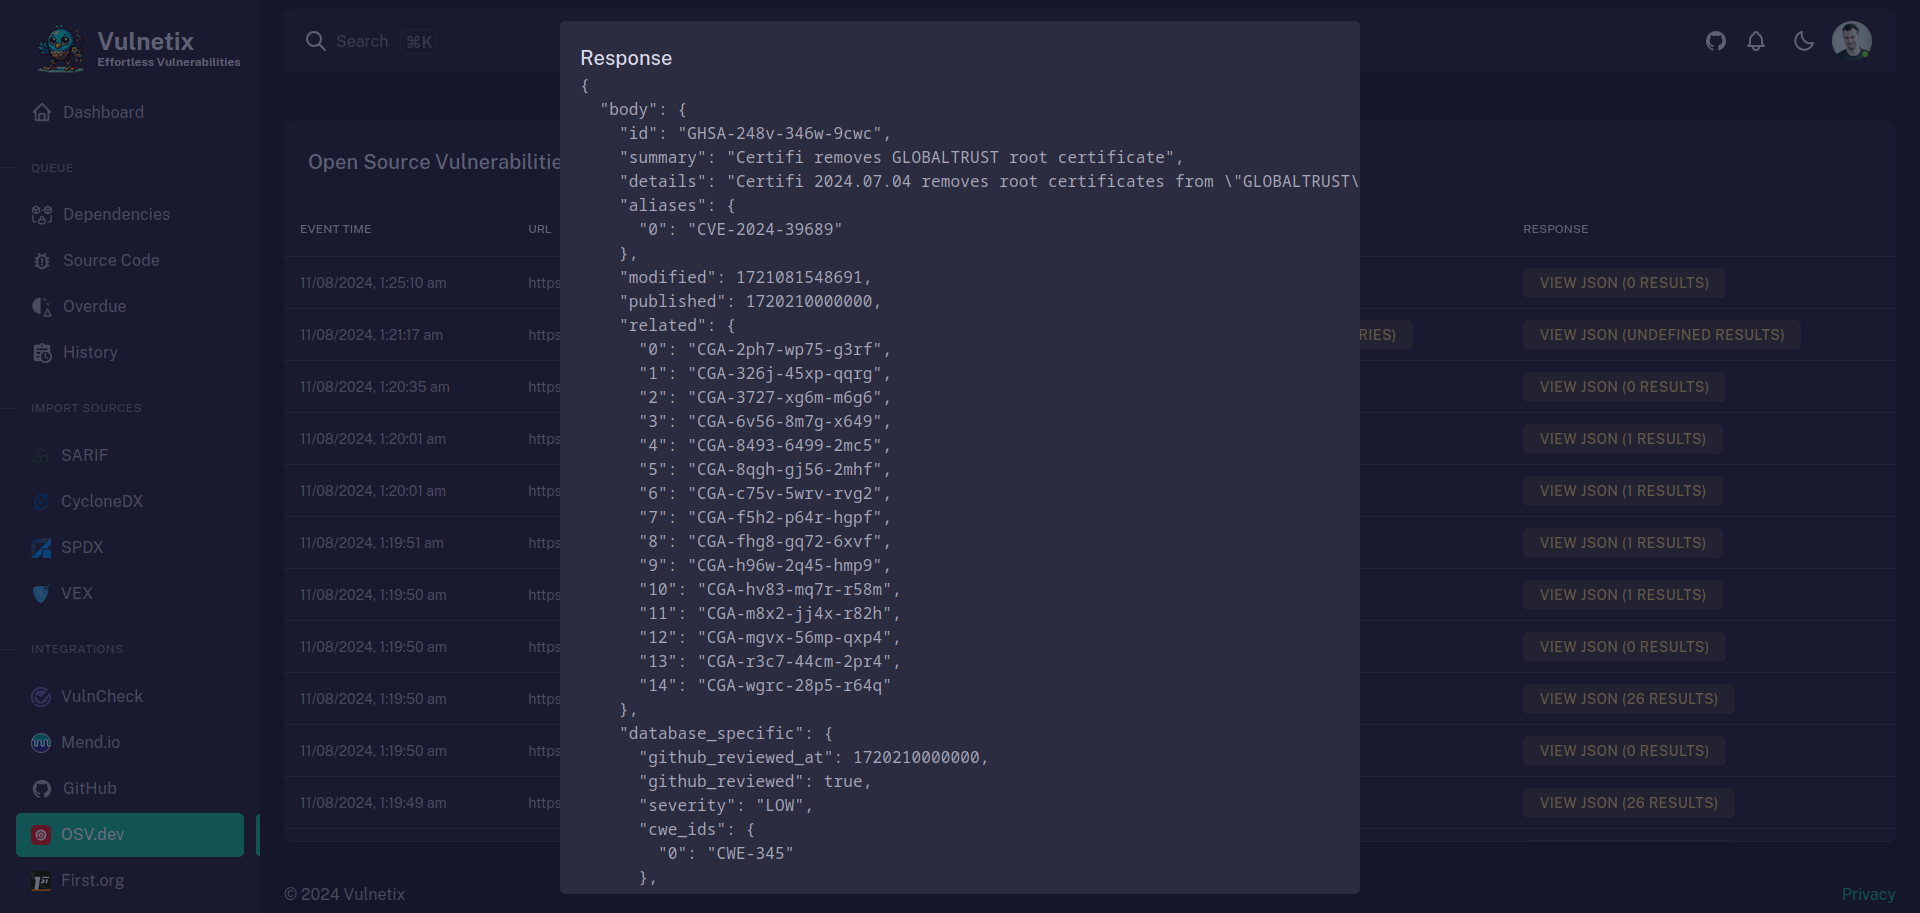 Vulnetix
Effortless Vulnerabilities
Dashboard
QUEUE
Dependencies
Source Code
Overdue
History
IMPORT SOURCES
SARIF
CycloneDX
SPDX
VEX
INTEGRATIONS
VulnCheck
Mend.io
GitHub
OSV.dev
First.org
Search ⌘K
Open Source Vulnerabilitie
EVENT TIME URL RESPONSE
11/08/2024, 1:25:10 am https VIEW JSON (0 RESULTS)
11/08/2024, 1:21:17 am https RIES) VIEW JSON (UNDEFINED RESULTS)
11/08/2024, 1:20:35 am https VIEW JSON (0 RESULTS)
11/08/2024, 1:20:01 am https VIEW JSON (1 RESULTS)
11/08/2024, 1:20:01 am https VIEW JSON (1 RESULTS)
11/08/2024, 1:19:51 am https VIEW JSON (1 RESULTS)
11/08/2024, 1:19:50 am https VIEW JSON (1 RESULTS)
11/08/2024, 1:19:50 am https VIEW JSON (0 RESULTS)
11/08/2024, 1:19:50 am https VIEW JSON (26 RESULTS)
11/08/2024, 1:19:50 am https VIEW JSON (0 RESULTS)
11/08/2024, 1:19:49 am https VIEW JSON (26 RESULTS)
Response
{
"body": {
"id": "GHSA-248v-346w-9cwc",
"summary": "Certifi removes GLOBALTRUST root certificate",
"details": "Certifi 2024.07.04 removes root certificates from \"GLOBALTRUST\
"aliases": {
"0": "CVE-2024-39689"
},
"modified": 1721081548691,
"published": 1720210000000,
"related": {
"0": "CGA-2ph7-wp75-g3rf",
"1": "CGA-326j-45xp-qqrg",
"2": "CGA-3727-xg6m-m6g6",
"3": "CGA-6v56-8m7g-x649",
"4": "CGA-8493-6499-2mc5",
"5": "CGA-8qgh-gj56-2mhf",
"6": "CGA-c75v-5wrv-rvg2",
"7": "CGA-f5h2-p64r-hgpf",
"8": "CGA-fhg8-gq72-6xvf",
"9": "CGA-h96w-2q45-hmp9",
"10": "CGA-hv83-mq7r-r58m",
"11": "CGA-m8x2-jj4x-r82h",
"12": "CGA-mgvx-56mp-qxp4",
"13": "CGA-r3c7-44cm-2pr4",
"14": "CGA-wgrc-28p5-r64q"
},
"database_specific": {
"github_reviewed_at": 1720210000000,
"github_reviewed": true,
"severity": "LOW",
"cwe_ids": {
"0": "CWE-345"
},
© 2024 Vulnetix
Privacy